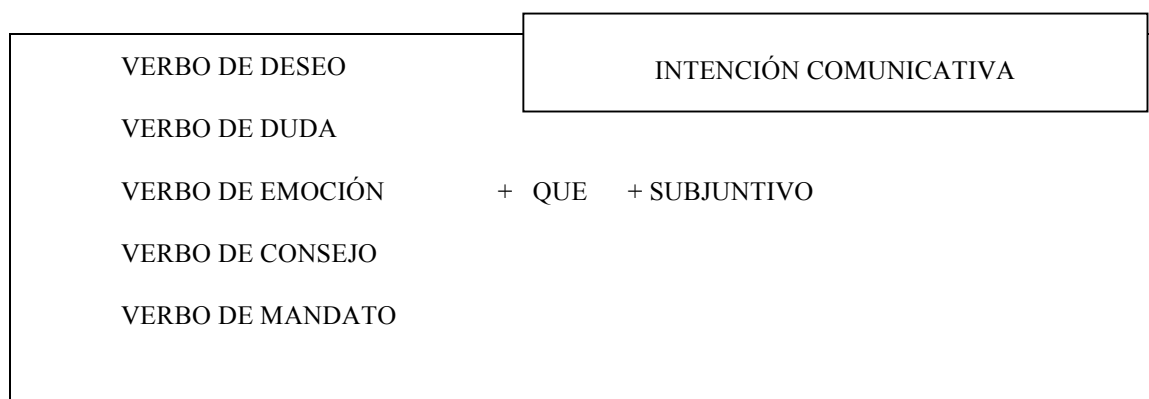 VERBO DE DESEO
INTENCIÓN COMUNICATIVA
VERBO DE DUDA
VERBO DE EMOCIÓN + QUE + SUBJUNTIVO
VERBO DE CONSEJO
VERBO DE MANDATO